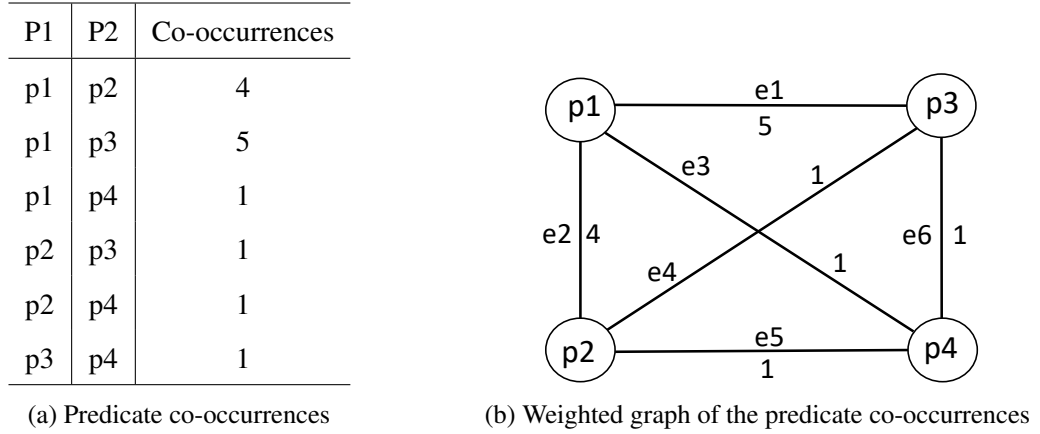 P1 P2 Co-occurrences
p1 p2 4
p1 p3 5
p1 p4 1
p2 p3 1
p2 p4 1
p3 p4 1
(a) Predicate co-occurrences
p1 e1 p3
5
e3 1
e2 4 e6 1
e4 1
p2 e5 p4
1
(b) Weighted graph of the predicate co-occurrences